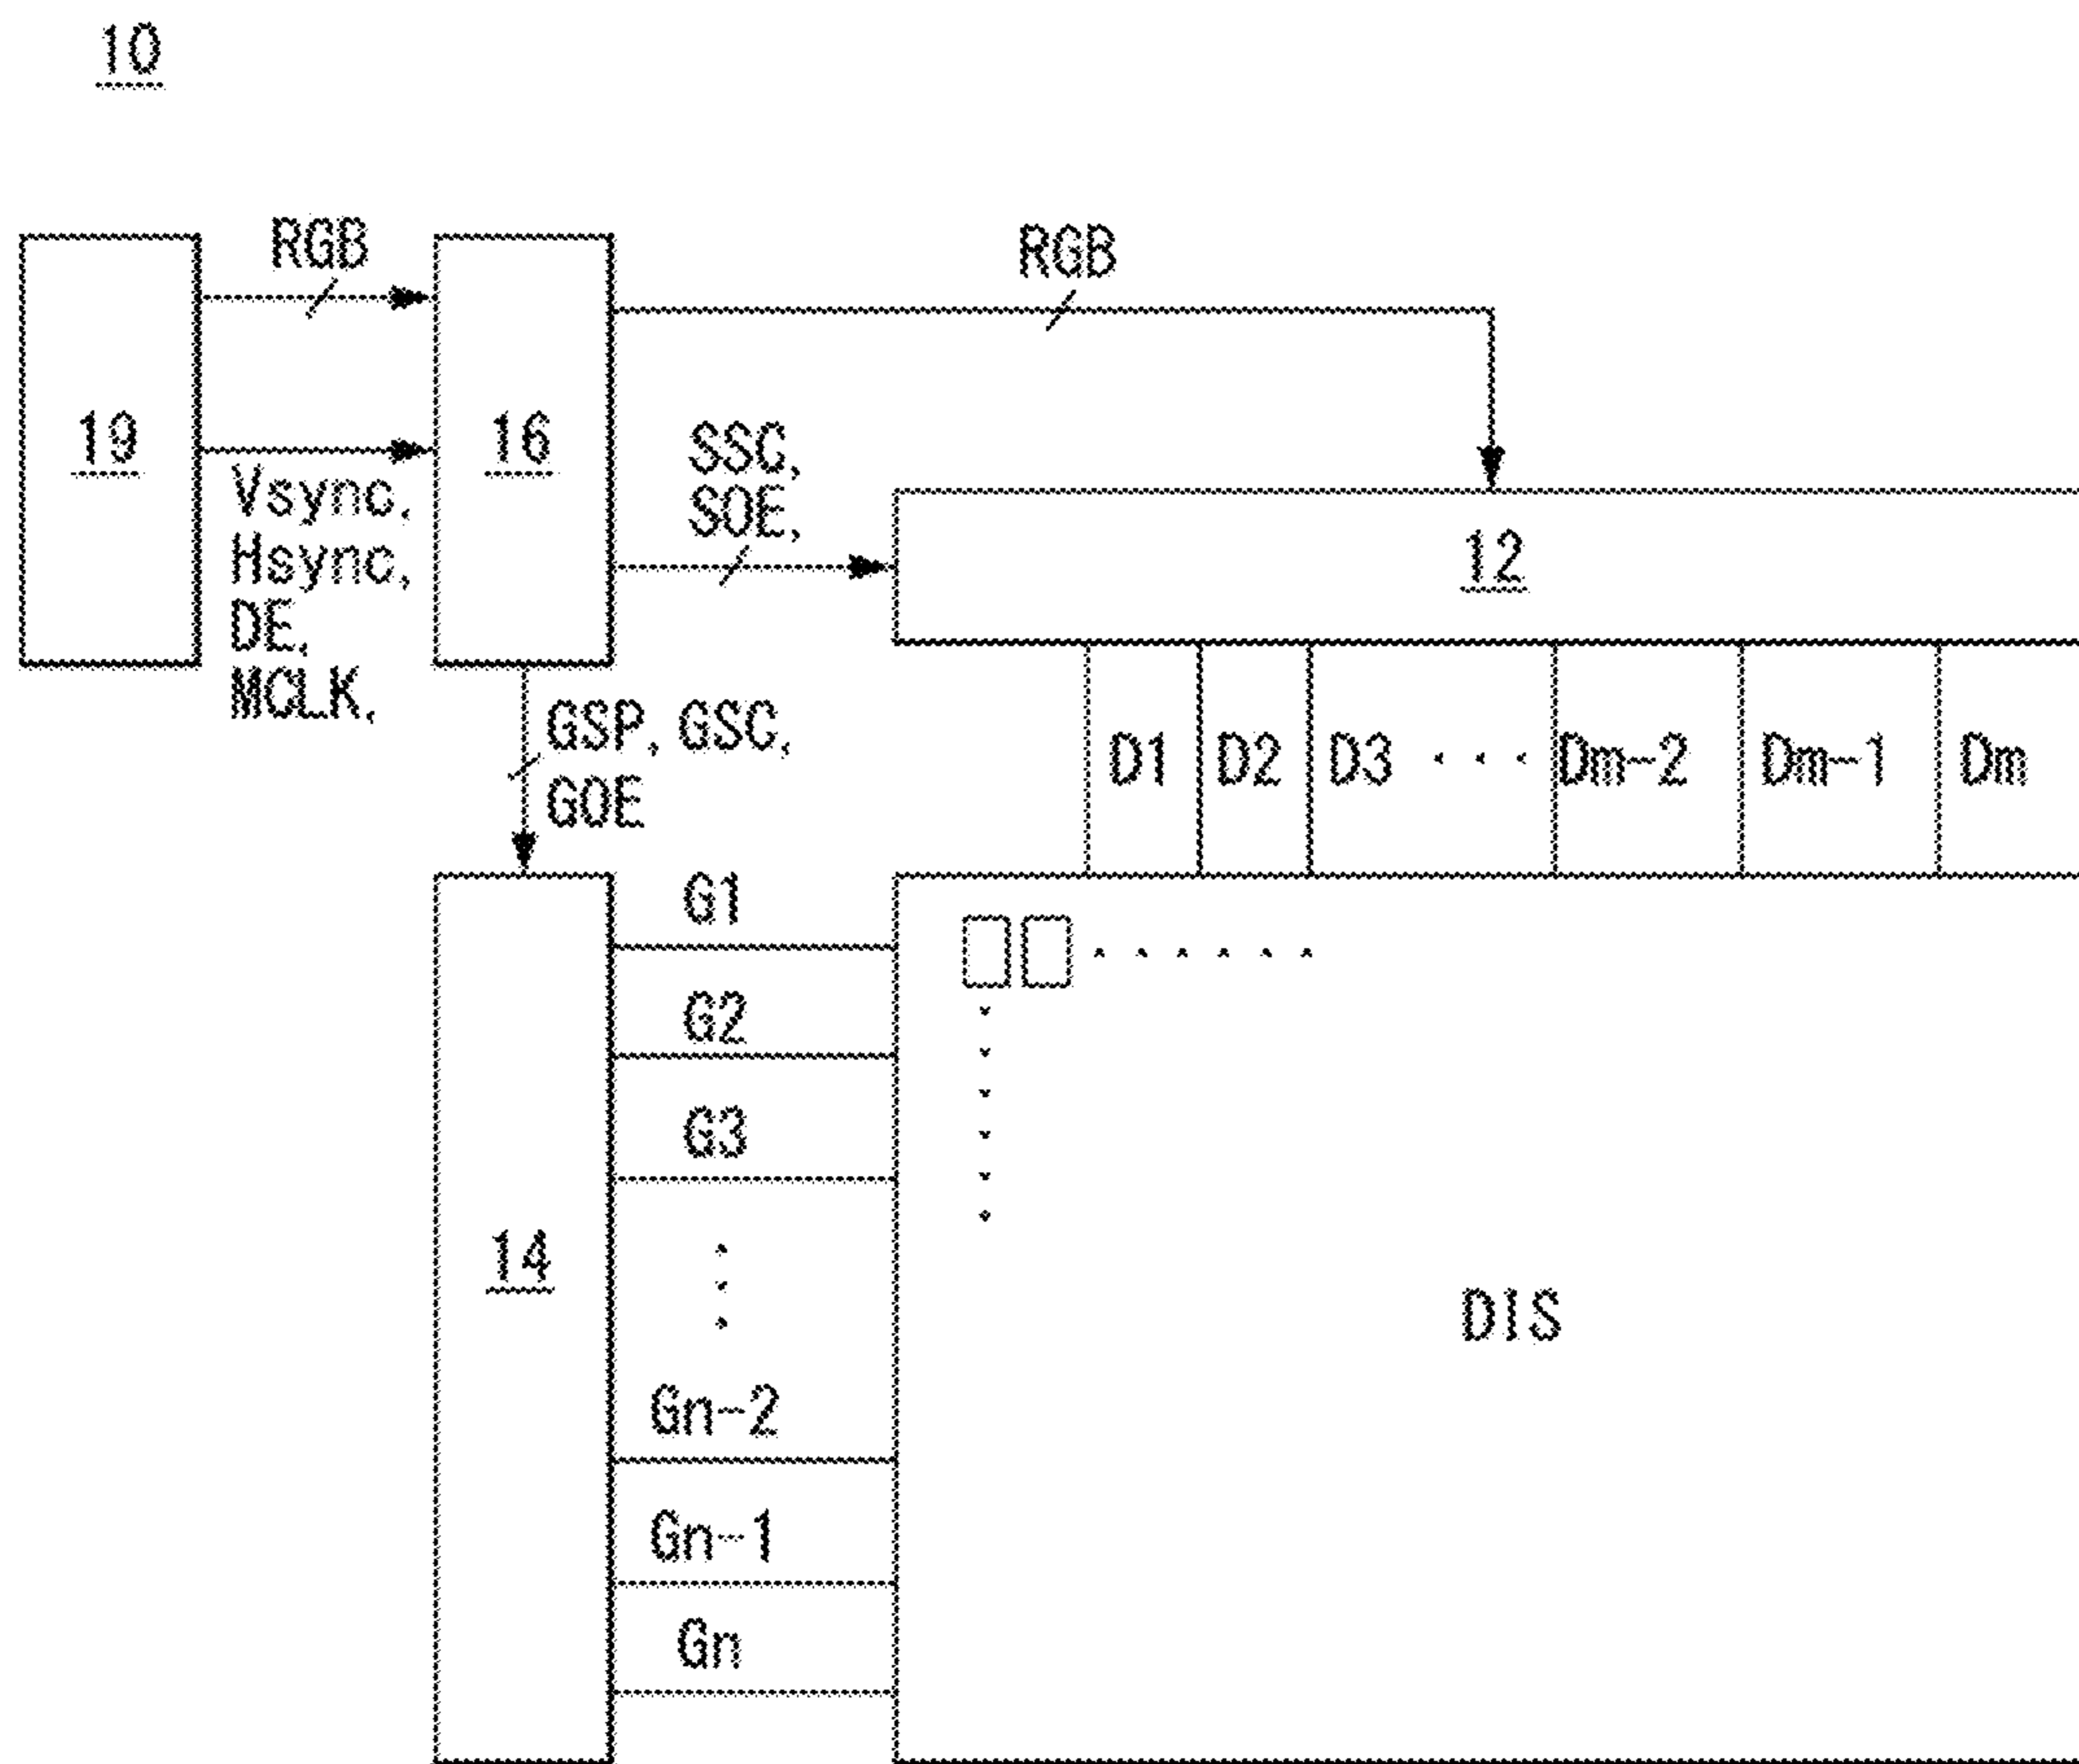 10
RGB
RGB
19
16
SSC,
SOE,
Vsync,
Hsync,
DE,
MCLK,
12
GSP, GSC,
GOE
D1 D2 D3 · · · Dm-2 Dm-1 Dm
G1
G2
G3
14
DIS
Gn-2
Gn-1
Gn